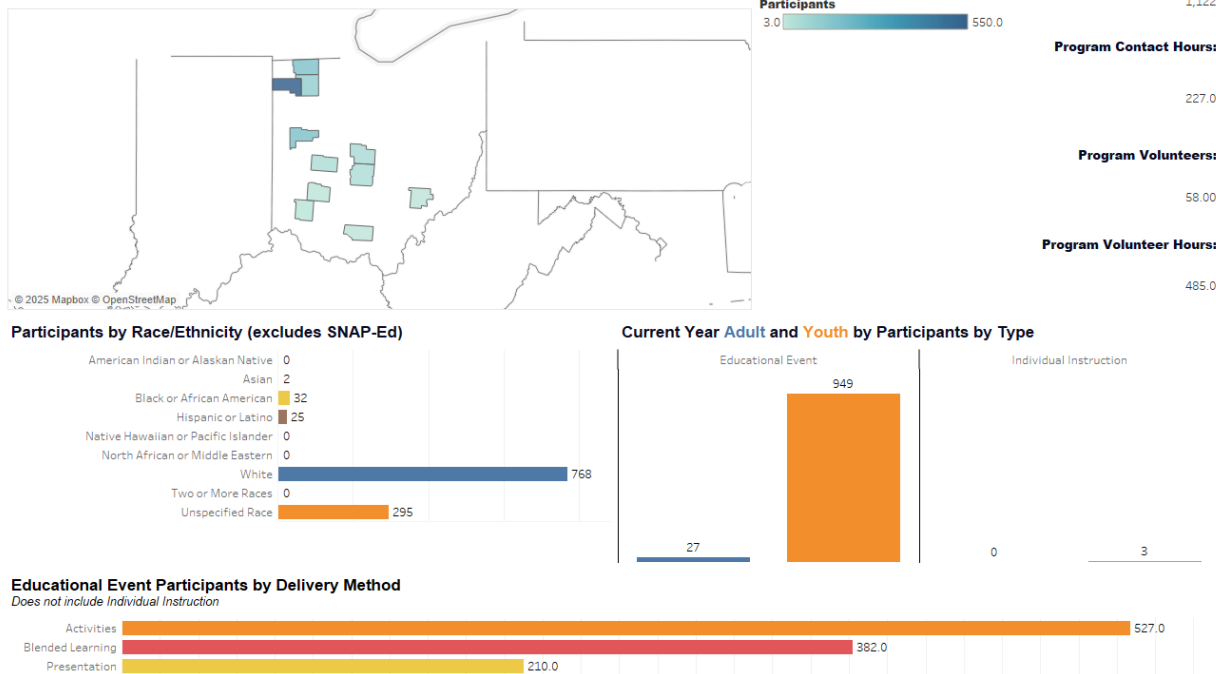 Participants
3.0
550.0
1,122
Program Contact Hours:
227.0
Program Volunteers:
58.00
Program Volunteer Hours:
485.0
© 2025 Mapbox © OpenStreetMap
Participants by Race/Ethnicity (excludes SNAP-Ed)
American Indian or Alaskan Native 0
Asian 2
Black or African American 32
Hispanic or Latino 25
Native Hawaiian or Pacific Islander 0
North African or Middle Eastern 0
White 768
Two or More Races 0
Unspecified Race 295
Current Year Adult and Youth by Participants by Type
Educational Event
Individual Instruction
949
27
0
3
Educational Event Participants by Delivery Method
Does not include Individual Instruction
Activities 527.0
Blended Learning 382.0
Presentation 210.0